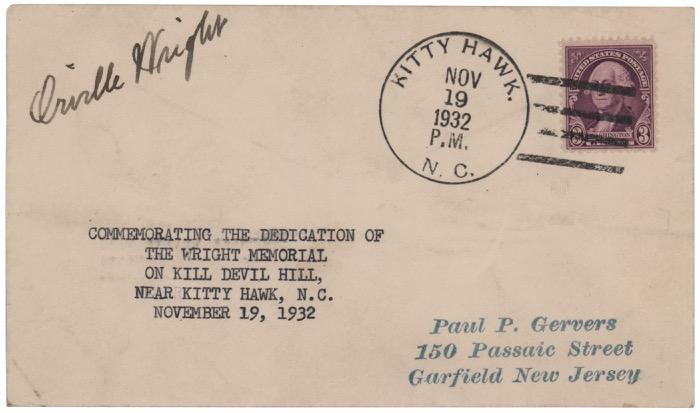 Orville Wright
KITTY HAWK.
NOV
19
1932
P.M.
N. C.
UNITED STATES POSTAGE
3 3
COMMEMORATING THE DEDICATION OF
THE WRIGHT MEMORIAL
ON KILL DEVIL HILL,
NEAR KITTY HAWK, N.C.
NOVEMBER 19, 1932
Paul P. Gervers
150 Passaic Street
Garfield New Jersey